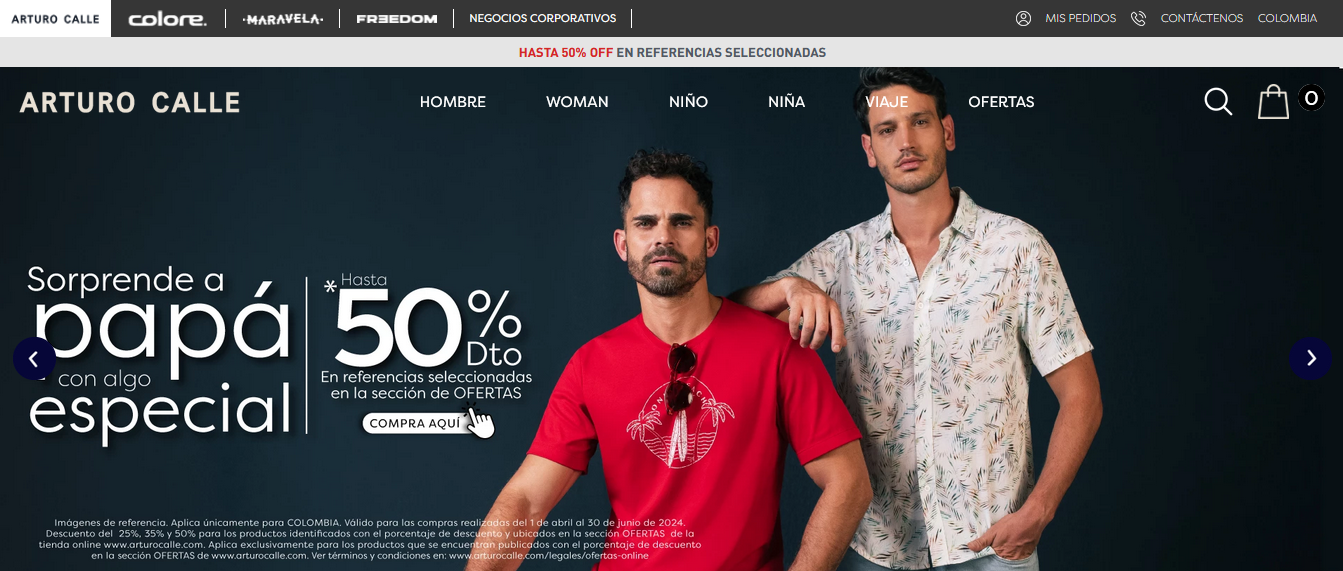 ARTURO CALLE
colore.
·MARAVELA·
FREEDOM
NEGOCIOS CORPORATIVOS
MIS PEDIDOS
CONTÁCTENOS
COLOMBIA
HASTA 50% OFF EN REFERENCIAS SELECCIONADAS
ARTURO CALLE
HOMBRE
WOMAN
NIÑO
NIÑA
VIAJE
OFERTAS
0
Sorprende a
papá
con algo
especial
*Hasta
50%
Dto
En referencias seleccionadas
en la sección de OFERTAS
COMPRA AQUÍ
Imágenes de referencia. Aplica únicamente para COLOMBIA. Válido para las compras realizadas del 1 de abril al 30 de junio de 2024.
Descuento del 25%, 35% y 50% para los productos identificados con el porcentaje de descuento y ubicados en la sección OFERTAS de la
tienda online www.arturocalle.com. Aplica exclusivamente para los productos que se encuentran publicados con el porcentaje de descuento
en la sección OFERTAS de www.arturocalle.com. Ver términos y condiciones en: www.arturocalle.com/legales/ofertas-online